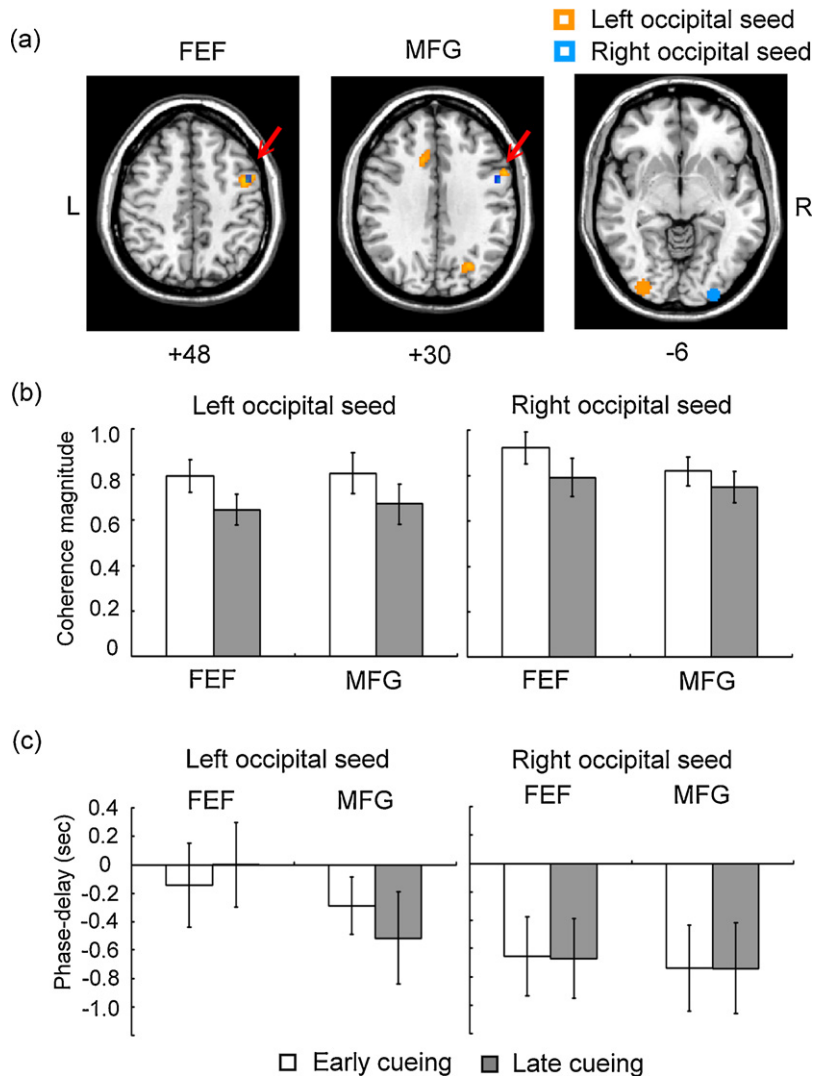 (a)
FEF
MFG
Left occipital seed
Right occipital seed
L
R
+48
+30
-6
(b)
Left occipital seed
Right occipital seed
Coherence magnitude
1.0
0.8
0.6
0.4
0.2
0
FEF
MFG
FEF
MFG
(c)
Left occipital seed
Right occipital seed
FEF
MFG
FEF
MFG
Phase-delay (sec)
0.4
0.2
0
-0.2
-0.4
-0.6
-0.8
-1.0
Early cueing
Late cueing